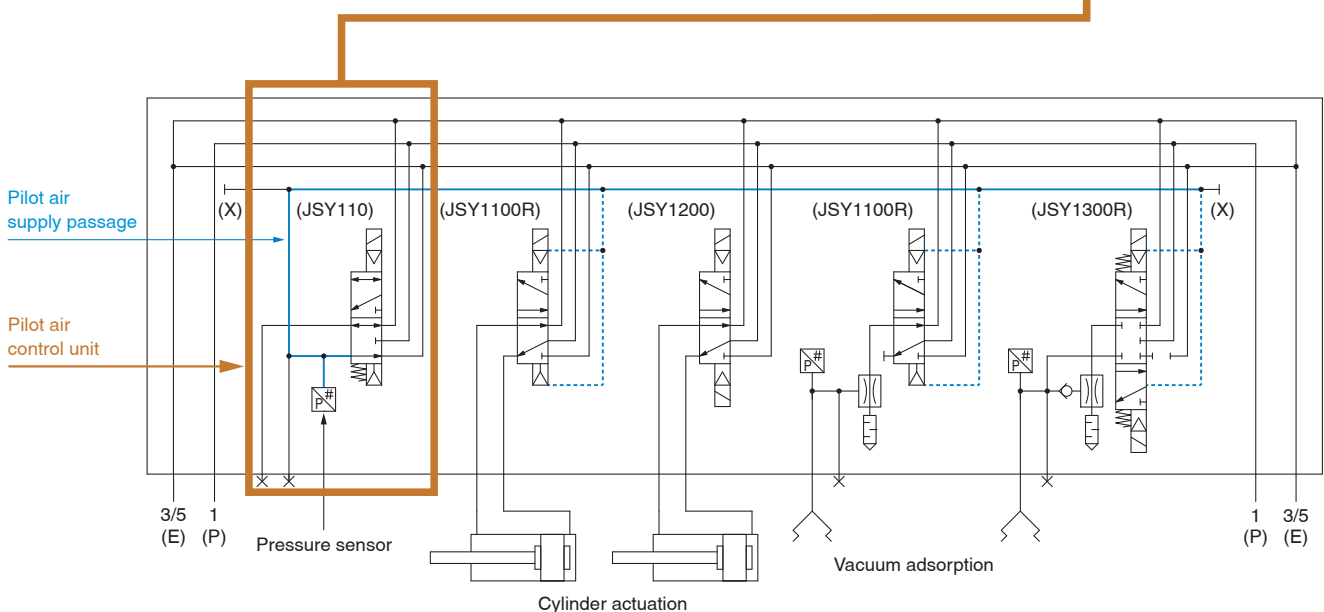 Pilot air
supply passage
(X) (JSY110) (JSY1100R) (JSY1200) (JSY1100R) (JSY1300R) (X)
Pilot air
control unit
P# P# P#
3/5 1 1 3/5
(E) (P) (P) (E)
Pressure sensor
Vacuum adsorption
Cylinder actuation